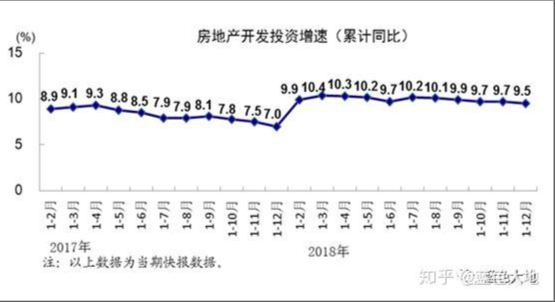 房地产开发投资增速（累计同比）
(%)
15
10
5
0
8.9 9.1 9.3 8.8 8.5 7.9 7.9 8.1 7.8 7.5 7.0 9.9 10.4 10.3 10.2 9.7 10.2 10.1 9.9 9.7 9.7 9.5
1-2月 1-3月 1-4月 1-5月 1-6月 1-7月 1-8月 1-9月 1-10月 1-11月 1-12月 1-2月 1-3月 1-4月 1-5月 1-6月 1-7月 1-8月 1-9月 1-10月 1-11月 1-12月
2017年 2018年
注：以上数据为当期快报数据。
知乎 @蓝色大地